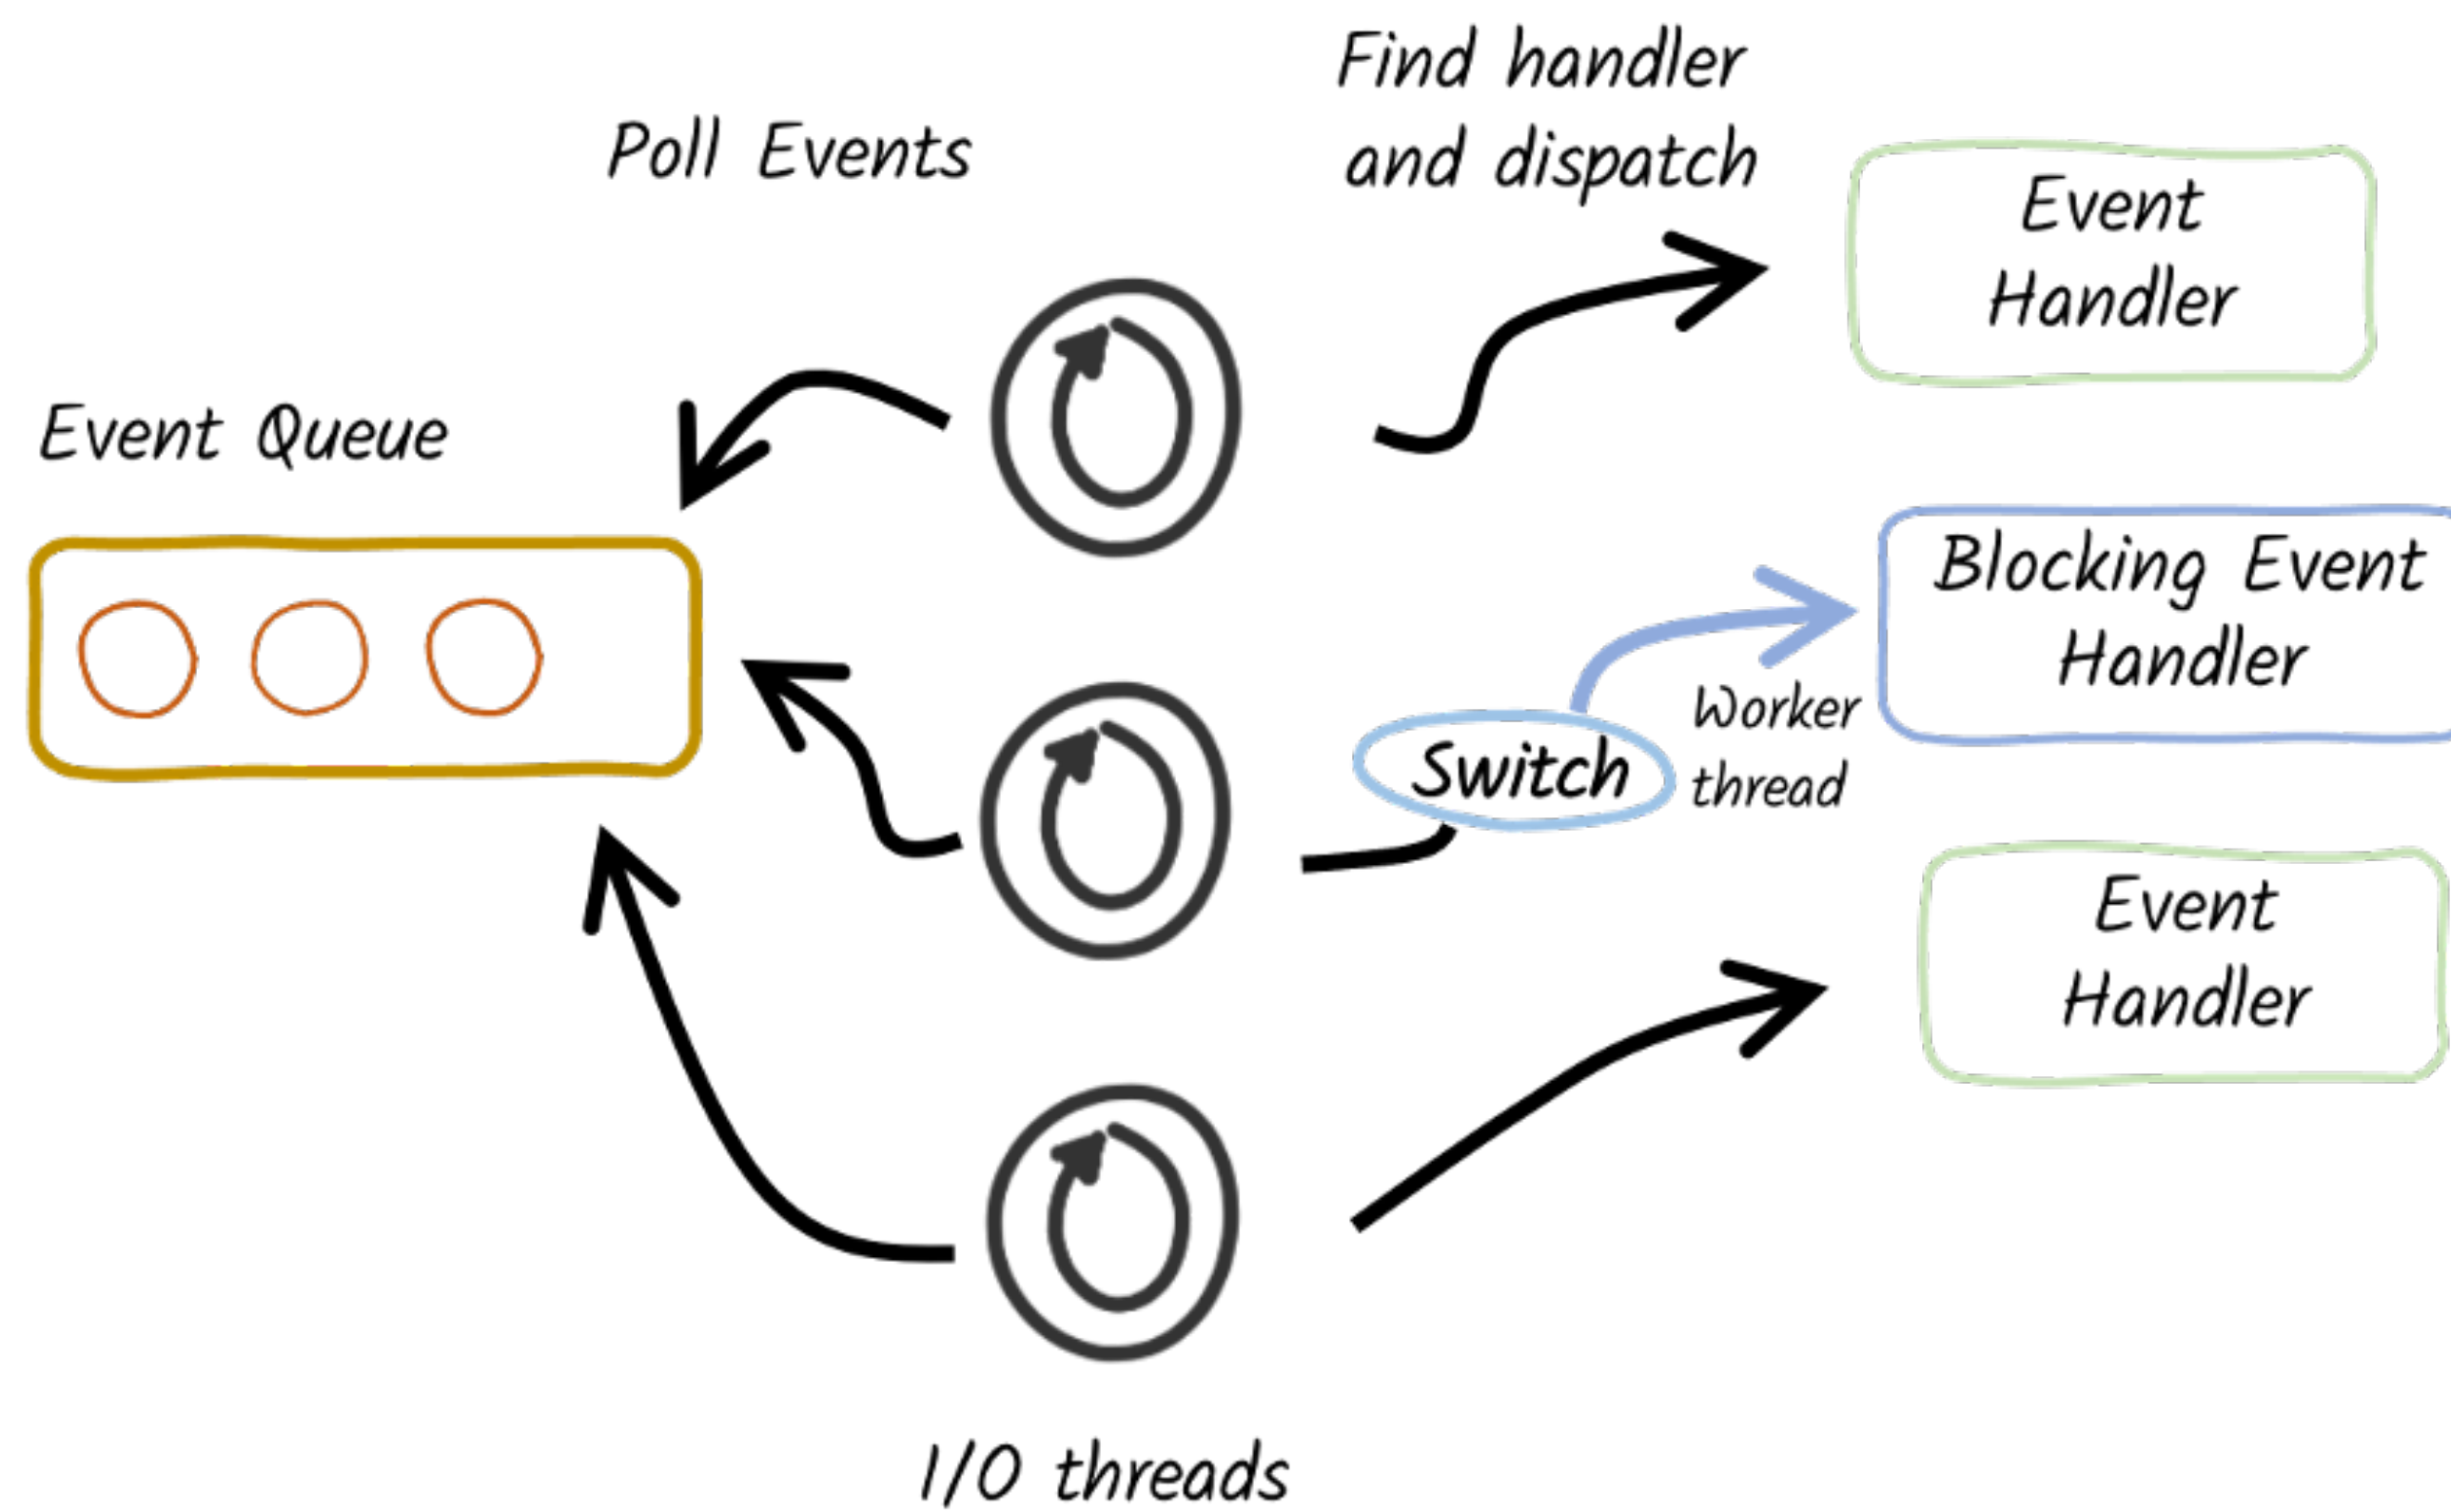 Find handler
and dispatch
Poll Events
Event
Handler
Event Queue
Blocking Event
Handler
Switch
Worker
thread
Event
Handler
I/O threads